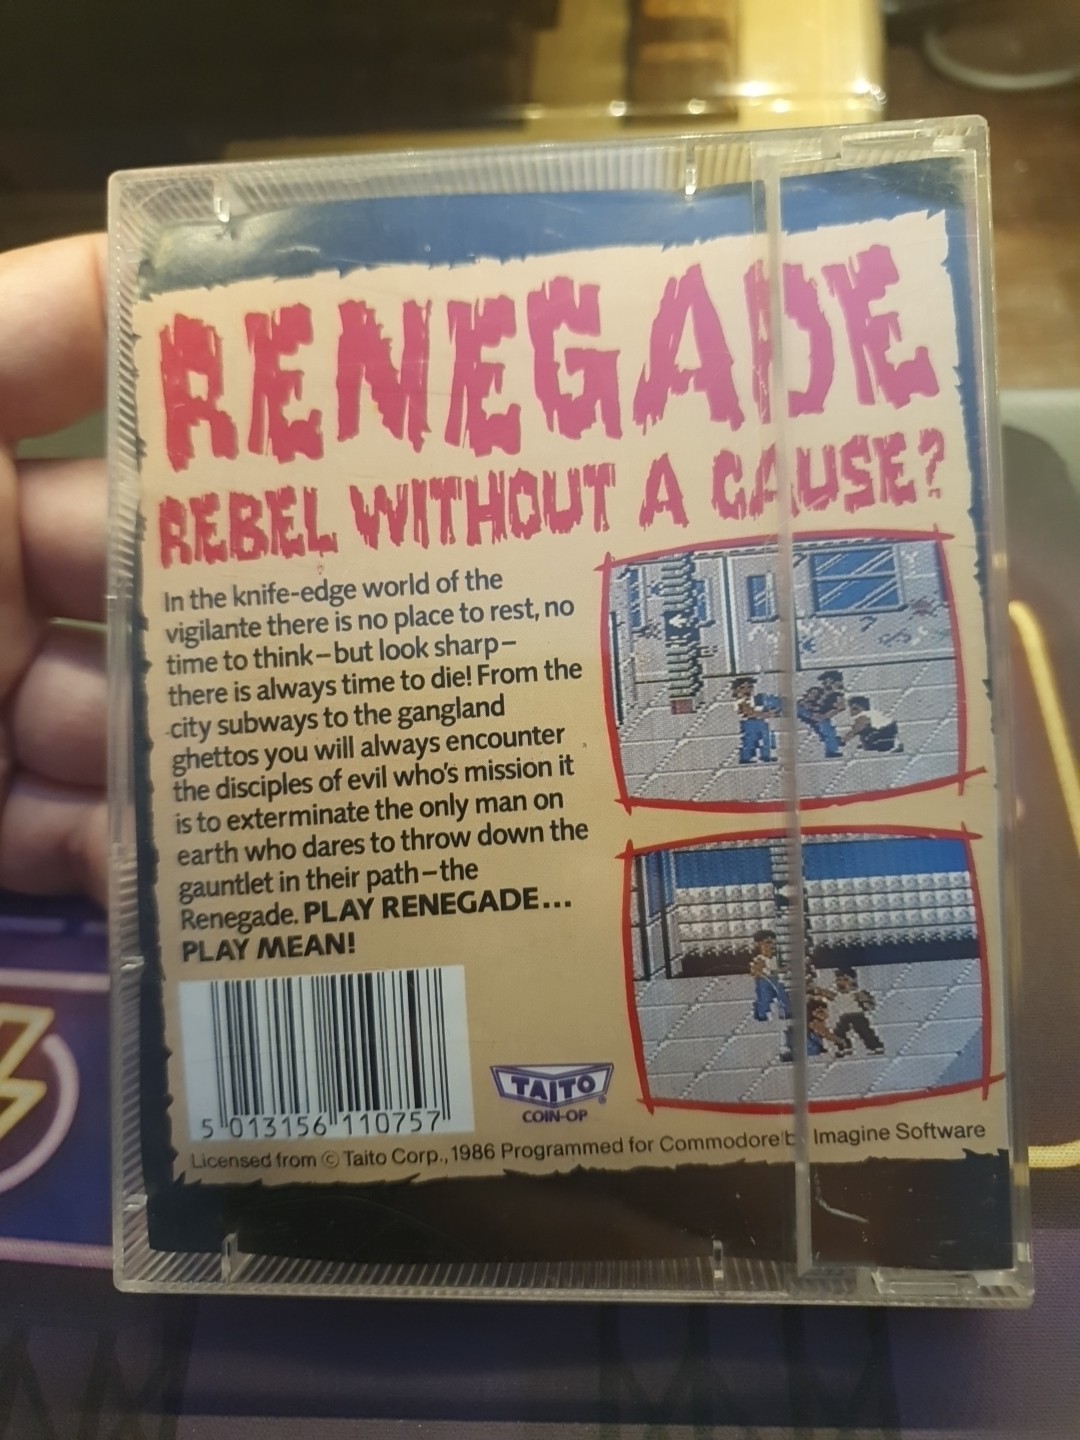 RENEGADE
REBEL WITHOUT A CAUSE?
In the knife-edge world of the
vigilante there is no place to rest, no
time to think–but look sharp–
there is always time to die! From the
city subways to the gangland
ghettos you will always encounter
the disciples of evil who's mission it
is to exterminate the only man on
earth who dares to throw down the
gauntlet in their path–the
Renegade. PLAY RENEGADE...
PLAY MEAN!
5 013156 110757
TAITO
COIN-OP
Licensed from © Taito Corp., 1986 Programmed for Commodore by Imagine Software